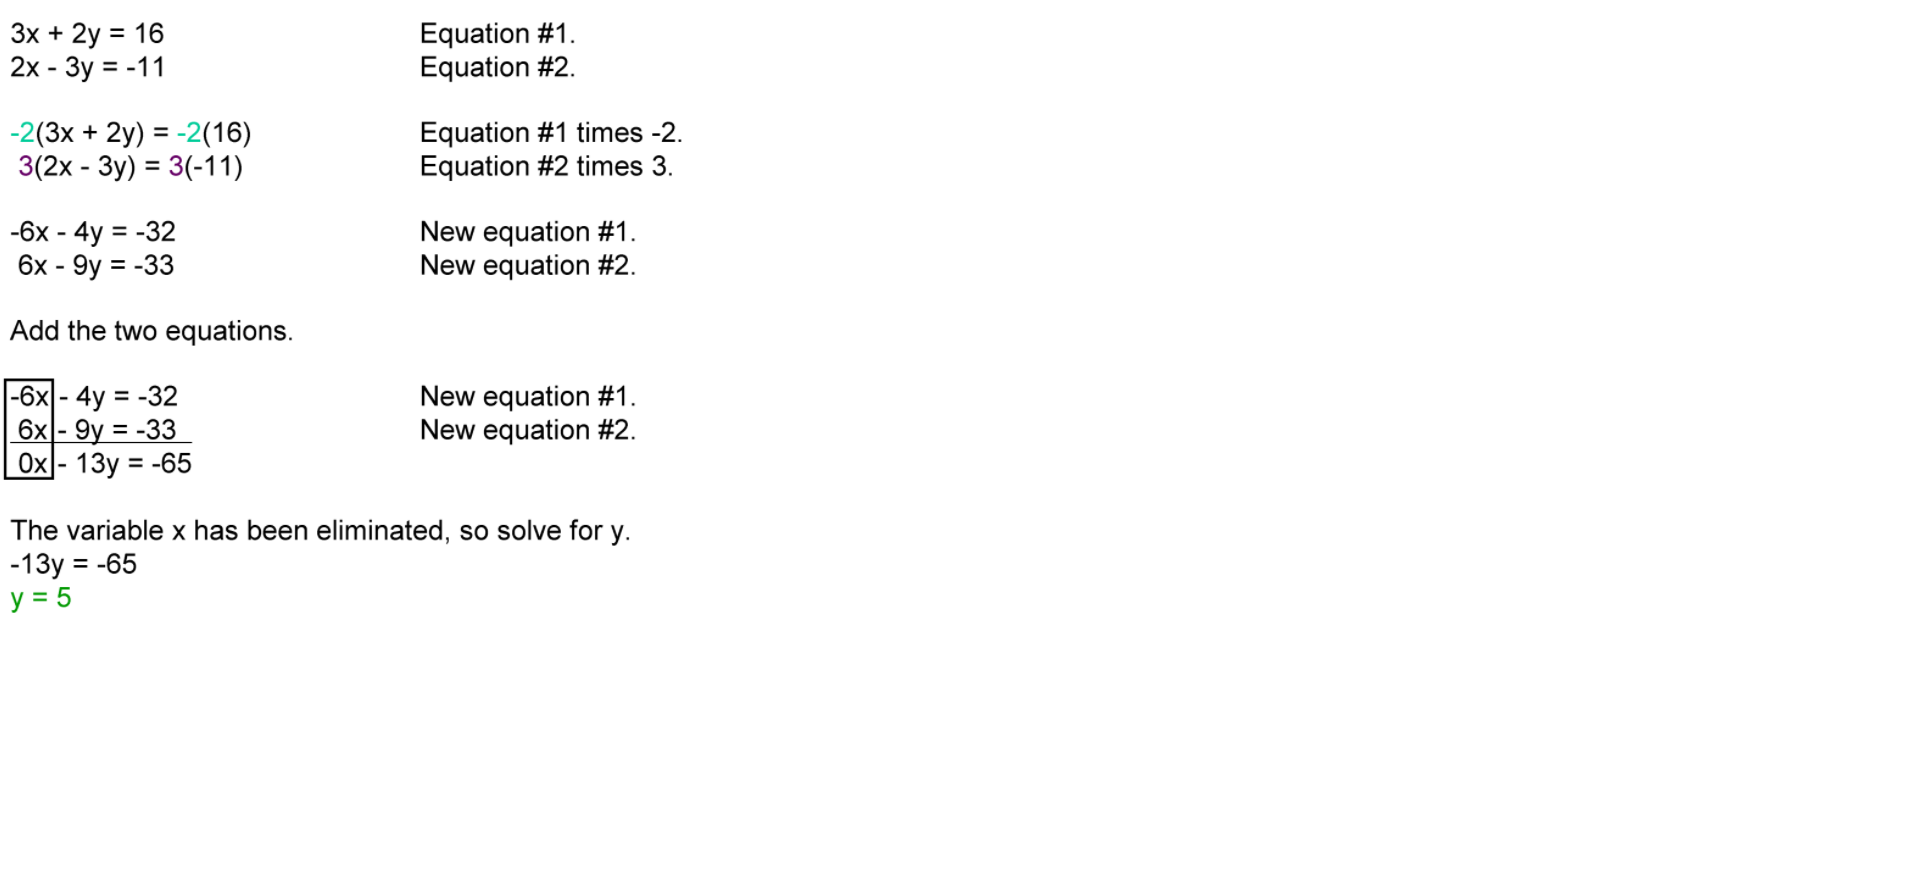 3x + 2y = 16 Equation #1.
2x - 3y = -11 Equation #2.
-2(3x + 2y) = -2(16) Equation #1 times -2.
3(2x - 3y) = 3(-11) Equation #2 times 3.
-6x - 4y = -32 New equation #1.
6x - 9y = -33 New equation #2.
Add the two equations.
-6x - 4y = -32 New equation #1.
6x - 9y = -33 New equation #2.
0x - 13y = -65
The variable x has been eliminated, so solve for y.
-13y = -65
y = 5